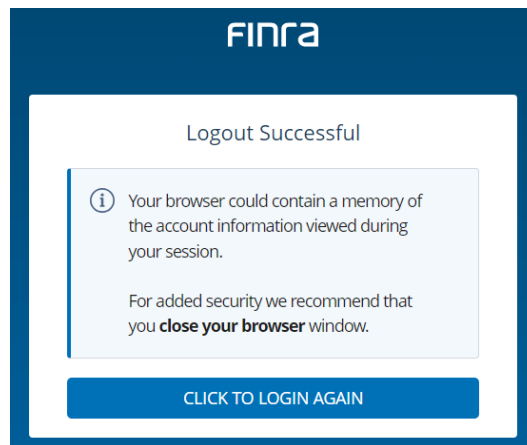 FINRA
Logout Successful
Your browser could contain a memory of
the account information viewed during
your session.
For added security we recommend that
you close your browser window.
CLICK TO LOGIN AGAIN